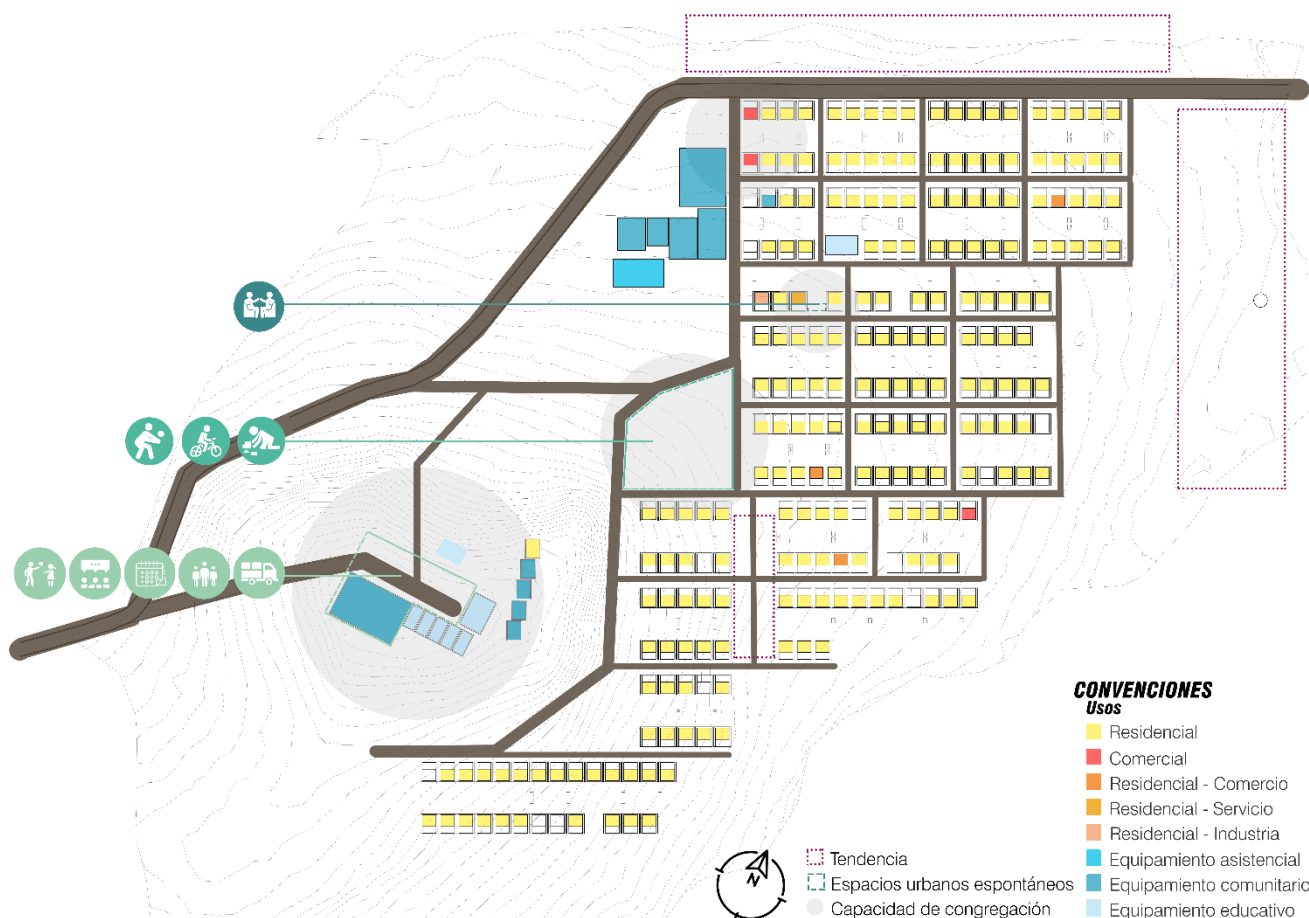 CONVENCIONES
Usos
Residencial
Comercial
Residencial - Comercio
Residencial - Servicio
Residencial - Industria
Equipamiento asistencial
Equipamiento comunitario
Equipamiento educativo
N
Tendencia
Espacios urbanos espontáneos
Capacidad de congregación